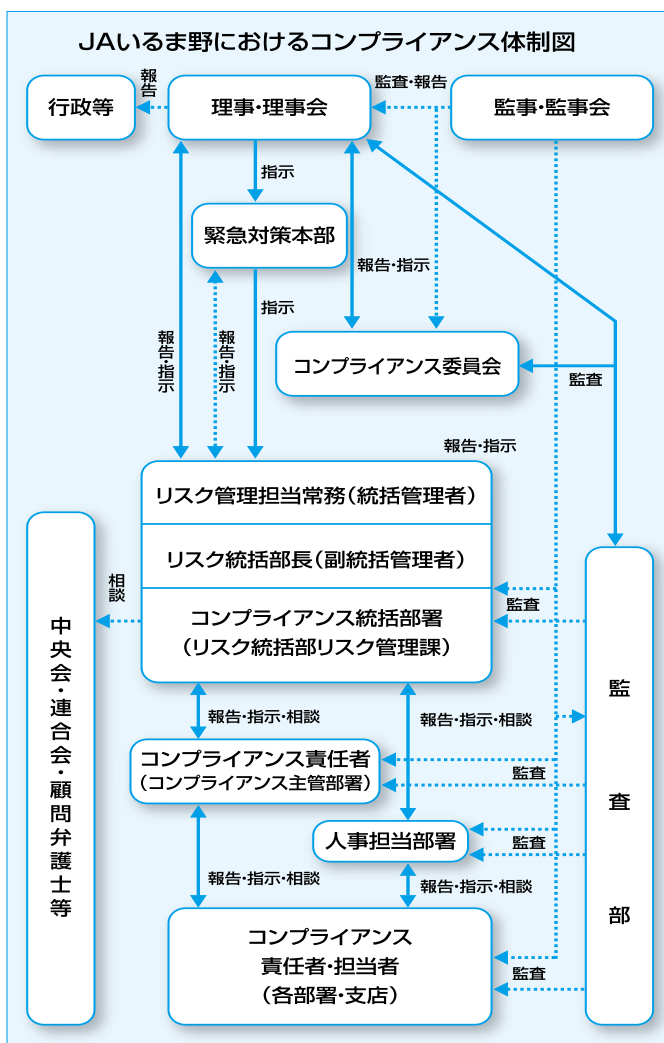 JAいるま野におけるコンプライアンス体制図
行政等
報告
理事・理事会
監査・報告
監事・監事会
指示
緊急対策本部
報告・指示
指示
報告・指示
報告・指示
コンプライアンス委員会
監査
報告・指示
リスク管理担当常務（統括管理者）
リスク統括部長（副統括管理者）
相談
コンプライアンス統括部署
（リスク統括部リスク管理課）
監査
中央会・連合会・顧問弁護士等
監査部
報告・指示・相談
報告・指示・相談
コンプライアンス責任者
（コンプライアンス主管部署）
監査
人事担当部署
監査
報告・指示・相談
報告・指示・相談
コンプライアンス
責任者・担当者
（各部署・支店）
監査